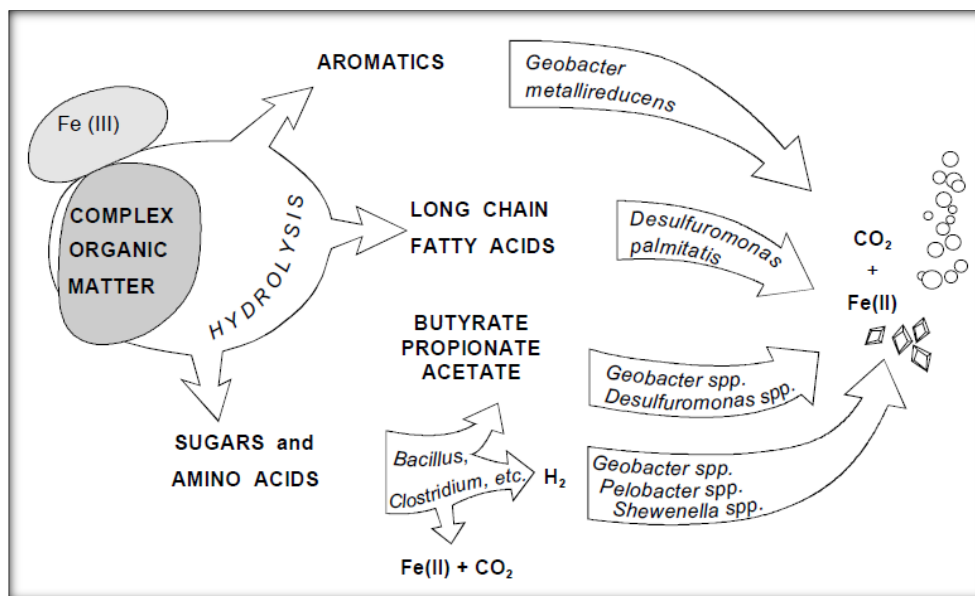 AROMATICS
Geobacter
metallireducens
Fe (III)
COMPLEX
ORGANIC
MATTER
HYDROLYSIS
LONG CHAIN
FATTY ACIDS
Desulfuromonas
palmitatis
CO2
+
Fe(II)
BUTYRATE
PROPIONATE
ACETATE
Geobacter spp.
Desulfuromonas spp.
SUGARS and
AMINO ACIDS
Bacillus,
Clostridium, etc.
H2
Geobacter spp.
Pelobacter spp.
Shewenella spp.
Fe(II) + CO2